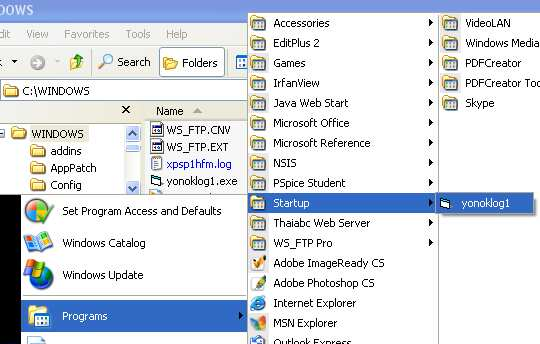 DOWS
dit
View
Favorites
Tools
Search
Folders
C:\WINDOWS
Name
WINDOWS
addins
AppPatch
Config
WS_FTP.CNV
WS_FTP.EXT
xpsp1hfm.log
yonoklog1.exe
Set Program Access and Defaults
Windows Catalog
Windows Update
Programs
Accessories
EditPlus 2
Games
IrfanView
Java Web Start
Microsoft Office
Microsoft Reference
NSIS
PSpice Student
Startup
Thaiabc Web Server
WS_FTP Pro
Adobe ImageReady CS
Adobe Photoshop CS
Internet Explorer
MSN Explorer
Outlook Express
VideoLAN
Windows Media
PDFCreator
PDFCreator Too
Skype
yonoklog1